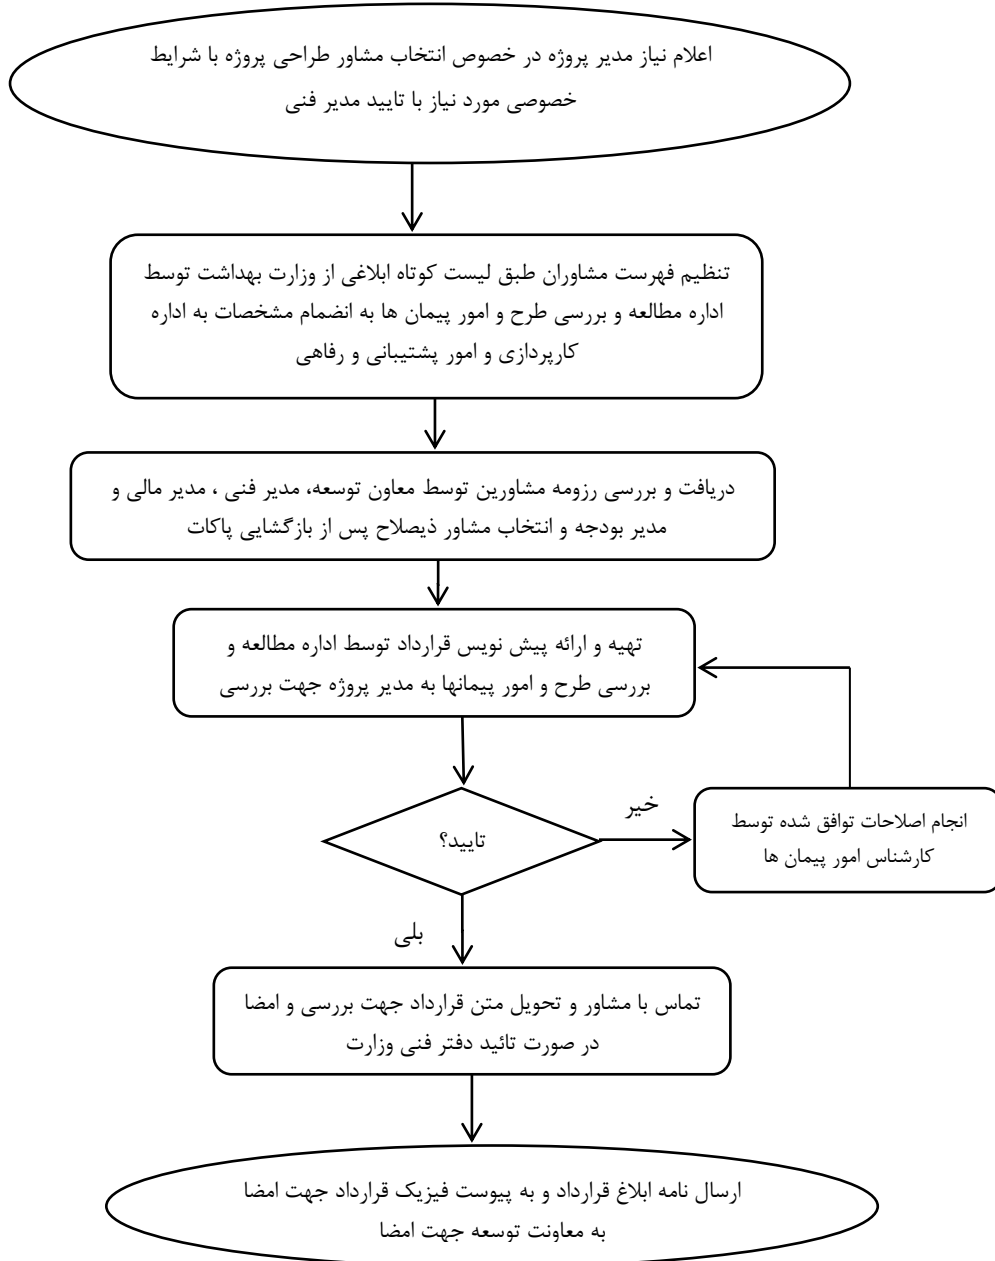 اعلام نیاز مدیر پروژه در خصوص انتخاب مشاور طراحی پروژه با شرایط
خصوصی مورد نیاز با تایید مدیر فنی
تنظیم فهرست مشاوران طبق لیست کوتاه ابلاغی از وزارت بهداشت توسط
اداره مطالعه و بررسی طرح و امور پیمان ها به انضمام مشخصات به اداره
کارپردازی و امور پشتیبانی و رفاهی
دریافت و بررسی رزومه مشاورین توسط معاون توسعه، مدیر فنی ، مدیر مالی و
مدیر بودجه و انتخاب مشاور ذیصلاح پس از بازگشایی پاکات
تهیه و ارائه پیش نویس قرارداد توسط اداره مطالعه و
بررسی طرح و امور پیمانها به مدیر پروژه جهت بررسی
تایید؟
خیر
انجام اصلاحات توافق شده توسط
کارشناس امور پیمان ها
بلی
تماس با مشاور و تحویل متن قرارداد جهت بررسی و امضا
در صورت تائید دفتر فنی وزارت
ارسال نامه ابلاغ قرارداد و به پیوست فیزیک قرارداد جهت امضا
به معاونت توسعه جهت امضا